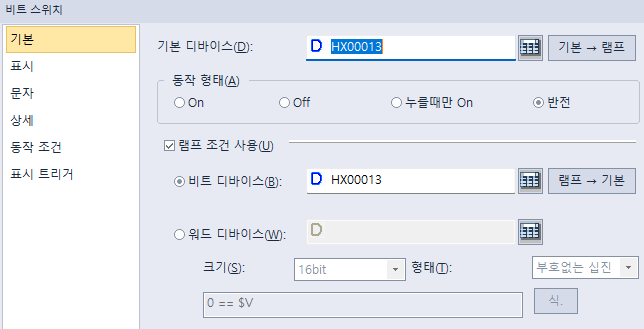 비트 스위치
기본
표시
문자
상세
동작 조건
표시 트리거
기본 디바이스(D): D HX00013 기본 → 램프
동작 형태(A)
On Off 누를때만 On 반전
램프 조건 사용(U)
비트 디바이스(B): D HX00013 램프 → 기본
워드 디바이스(W): D
크기(S): 16bit 형태(T): 부호없는 십진
0 == $V 식.